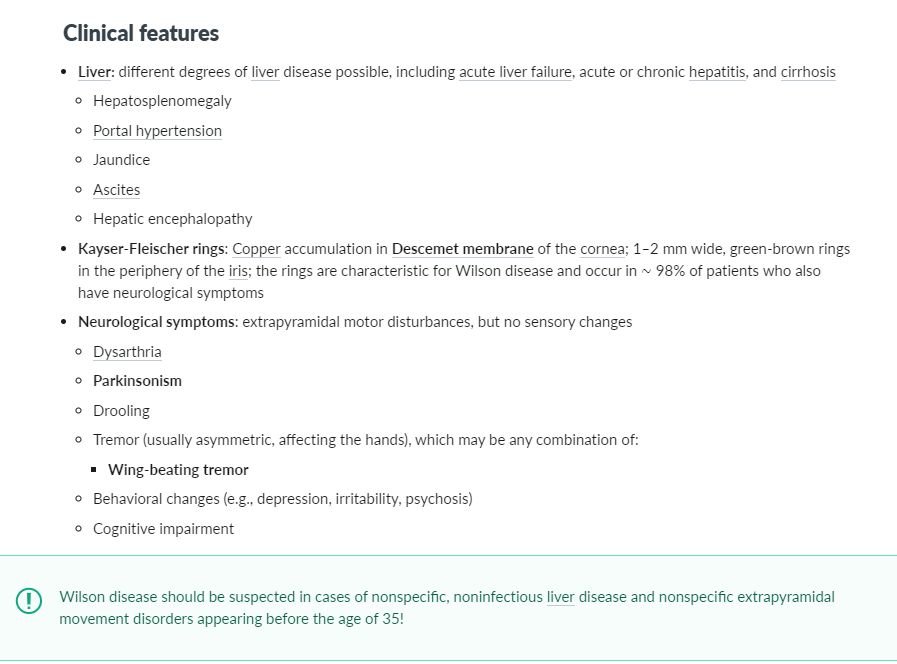 Clinical features
Liver: different degrees of liver disease possible, including acute liver failure, acute or chronic hepatitis, and cirrhosis
Hepatosplenomegaly
Portal hypertension
Jaundice
Ascites
Hepatic encephalopathy
Kayser-Fleischer rings: Copper accumulation in Descemet membrane of the cornea; 1–2 mm wide, green-brown rings
in the periphery of the iris; the rings are characteristic for Wilson disease and occur in ~ 98% of patients who also
have neurological symptoms
Neurological symptoms: extrapyramidal motor disturbances, but no sensory changes
Dysarthria
Parkinsonism
Drooling
Tremor (usually asymmetric, affecting the hands), which may be any combination of:
Wing-beating tremor
Behavioral changes (e.g., depression, irritability, psychosis)
Cognitive impairment
Wilson disease should be suspected in cases of nonspecific, noninfectious liver disease and nonspecific extrapyramidal
movement disorders appearing before the age of 35!